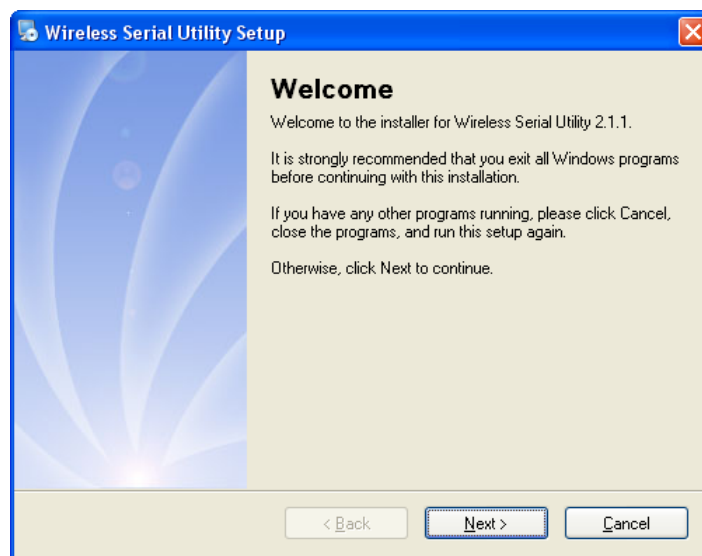 Wireless Serial Utility Setup
Welcome
Welcome to the installer for Wireless Serial Utility 2.1.1.
It is strongly recommended that you exit all Windows programs
before continuing with this installation.
If you have any other programs running, please click Cancel,
close the programs, and run this setup again.
Otherwise, click Next to continue.
< Back
Next >
Cancel